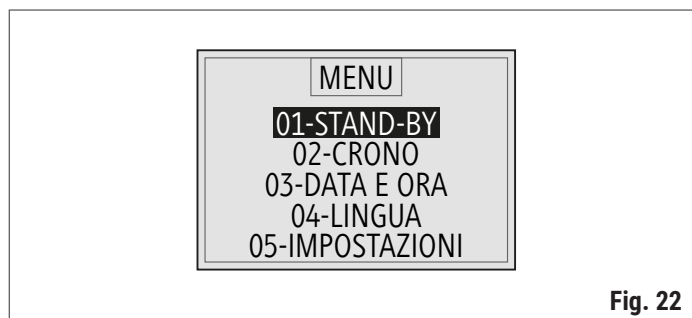 MENU
01-STAND-BY
02-CRONO
03-DATA E ORA
04-LINGUA
05-IMPOSTAZIONI
Fig. 22